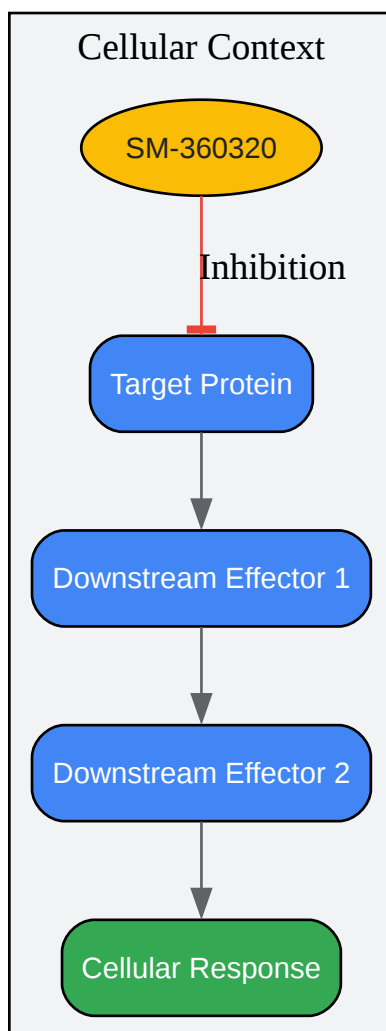 Cellular Context
SM-360320
Inhibition
Target Protein
Downstream Effector 1
Downstream Effector 2
Cellular Response